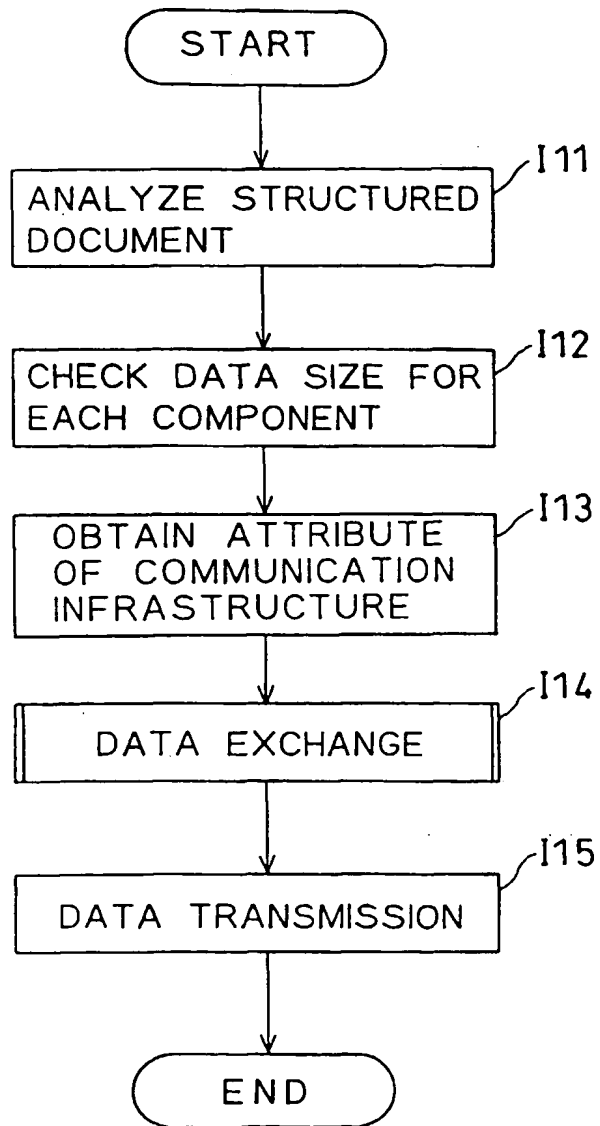 START
I11
ANALYZE STRUCTURED
DOCUMENT
I12
CHECK DATA SIZE FOR
EACH COMPONENT
I13
OBTAIN ATTRIBUTE
OF COMMUNICATION
INFRASTRUCTURE
I14
DATA EXCHANGE
I15
DATA TRANSMISSION
END